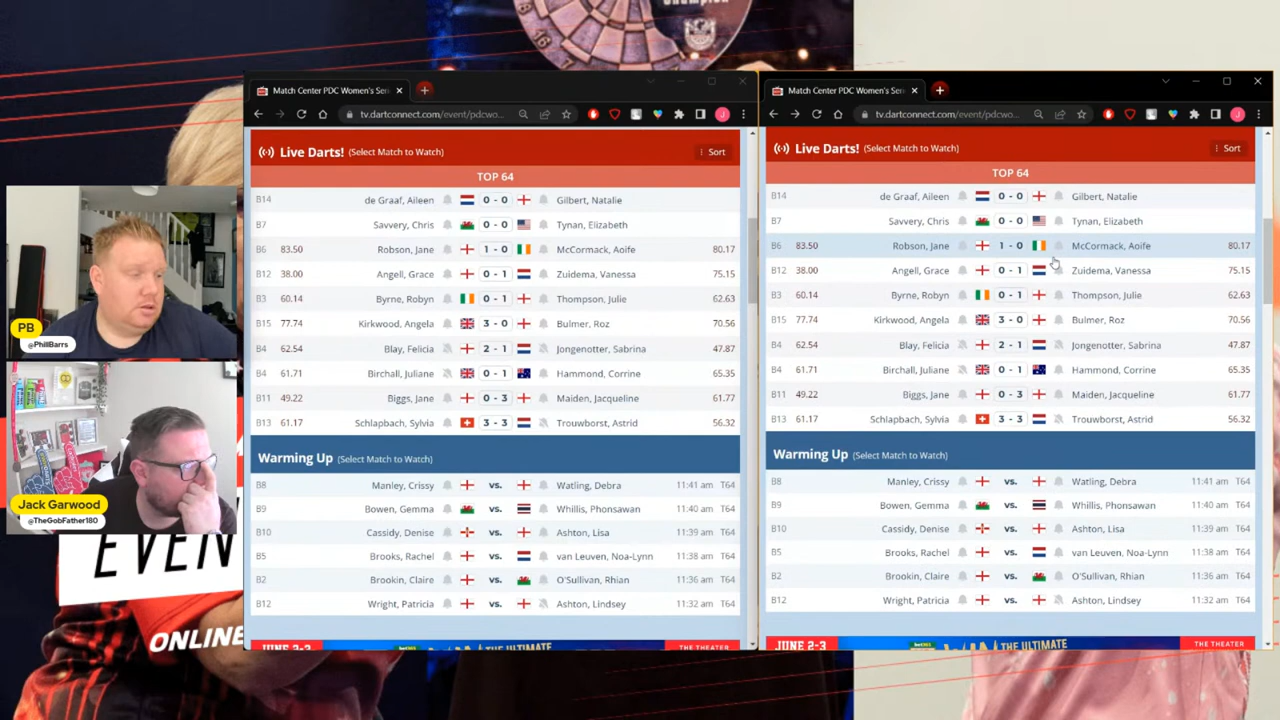 Match Center PDC Women's Seri
tv.dartconnect.com/event/pdcwo...
Live Darts! (Select Match to Watch)
Sort
TOP 64
B14 de Graaf, Aileen 0 - 0 Gilbert, Natalie
B7 Savvery, Chris 0 - 0 Tynan, Elizabeth
B6 83.50 Robson, Jane 1 - 0 McCormack, Aoife 80.17
B12 38.00 Angell, Grace 0 - 1 Zuidema, Vanessa 75.15
B3 60.14 Byrne, Robyn 0 - 1 Thompson, Julie 62.63
B15 77.74 Kirkwood, Angela 3 - 0 Bulmer, Roz 70.56
B4 62.54 Blay, Felicia 2 - 1 Jongenotter, Sabrina 47.87
B4 61.71 Birchall, Juliane 0 - 1 Hammond, Corrine 65.35
B11 49.22 Biggs, Jane 0 - 3 Maiden, Jacqueline 61.77
B13 61.17 Schlapbach, Sylvia 3 - 3 Trouwborst, Astrid 56.32
Warming Up (Select Match to Watch)
B8 Manley, Crissy vs. Watling, Debra 11:41 am T64
B9 Bowen, Gemma vs. Whillis, Phonsawan 11:40 am T64
B10 Cassidy, Denise vs. Ashton, Lisa 11:39 am T64
B5 Brooks, Rachel vs. van Leuven, Noa-Lynn 11:38 am T64
B2 Brookin, Claire vs. O'Sullivan, Rhian 11:36 am T64
B12 Wright, Patricia vs. Ashton, Lindsey 11:32 am T64
JUNE 2-3
THE ULTIMATE
THE THEATER
Match Center PDC Women's Seri
tv.dartconnect.com/event/pdcwo...
Live Darts! (Select Match to Watch)
Sort
TOP 64
B14 de Graaf, Aileen 0 - 0 Gilbert, Natalie
B7 Savvery, Chris 0 - 0 Tynan, Elizabeth
B6 83.50 Robson, Jane 1 - 0 McCormack, Aoife 80.17
B12 38.00 Angell, Grace 0 - 1 Zuidema, Vanessa 75.15
B3 60.14 Byrne, Robyn 0 - 1 Thompson, Julie 62.63
B15 77.74 Kirkwood, Angela 3 - 0 Bulmer, Roz 70.56
B4 62.54 Blay, Felicia 2 - 1 Jongenotter, Sabrina 47.87
B4 61.71 Birchall, Juliane 0 - 1 Hammond, Corrine 65.35
B11 49.22 Biggs, Jane 0 - 3 Maiden, Jacqueline 61.77
B13 61.17 Schlapbach, Sylvia 3 - 3 Trouwborst, Astrid 56.32
Warming Up (Select Match to Watch)
B8 Manley, Crissy vs. Watling, Debra 11:41 am T64
B9 Bowen, Gemma vs. Whillis, Phonsawan 11:40 am T64
B10 Cassidy, Denise vs. Ashton, Lisa 11:39 am T64
B5 Brooks, Rachel vs. van Leuven, Noa-Lynn 11:38 am T64
B2 Brookin, Claire vs. O'Sullivan, Rhian 11:36 am T64
B12 Wright, Patricia vs. Ashton, Lindsey 11:32 am T64
JUNE 2-3
bet365
WIN THE ULTIMATE
THE THEATER
PB
@PhillBarrs
Jack Garwood
@TheGobFather180
EVEN
ONLINE